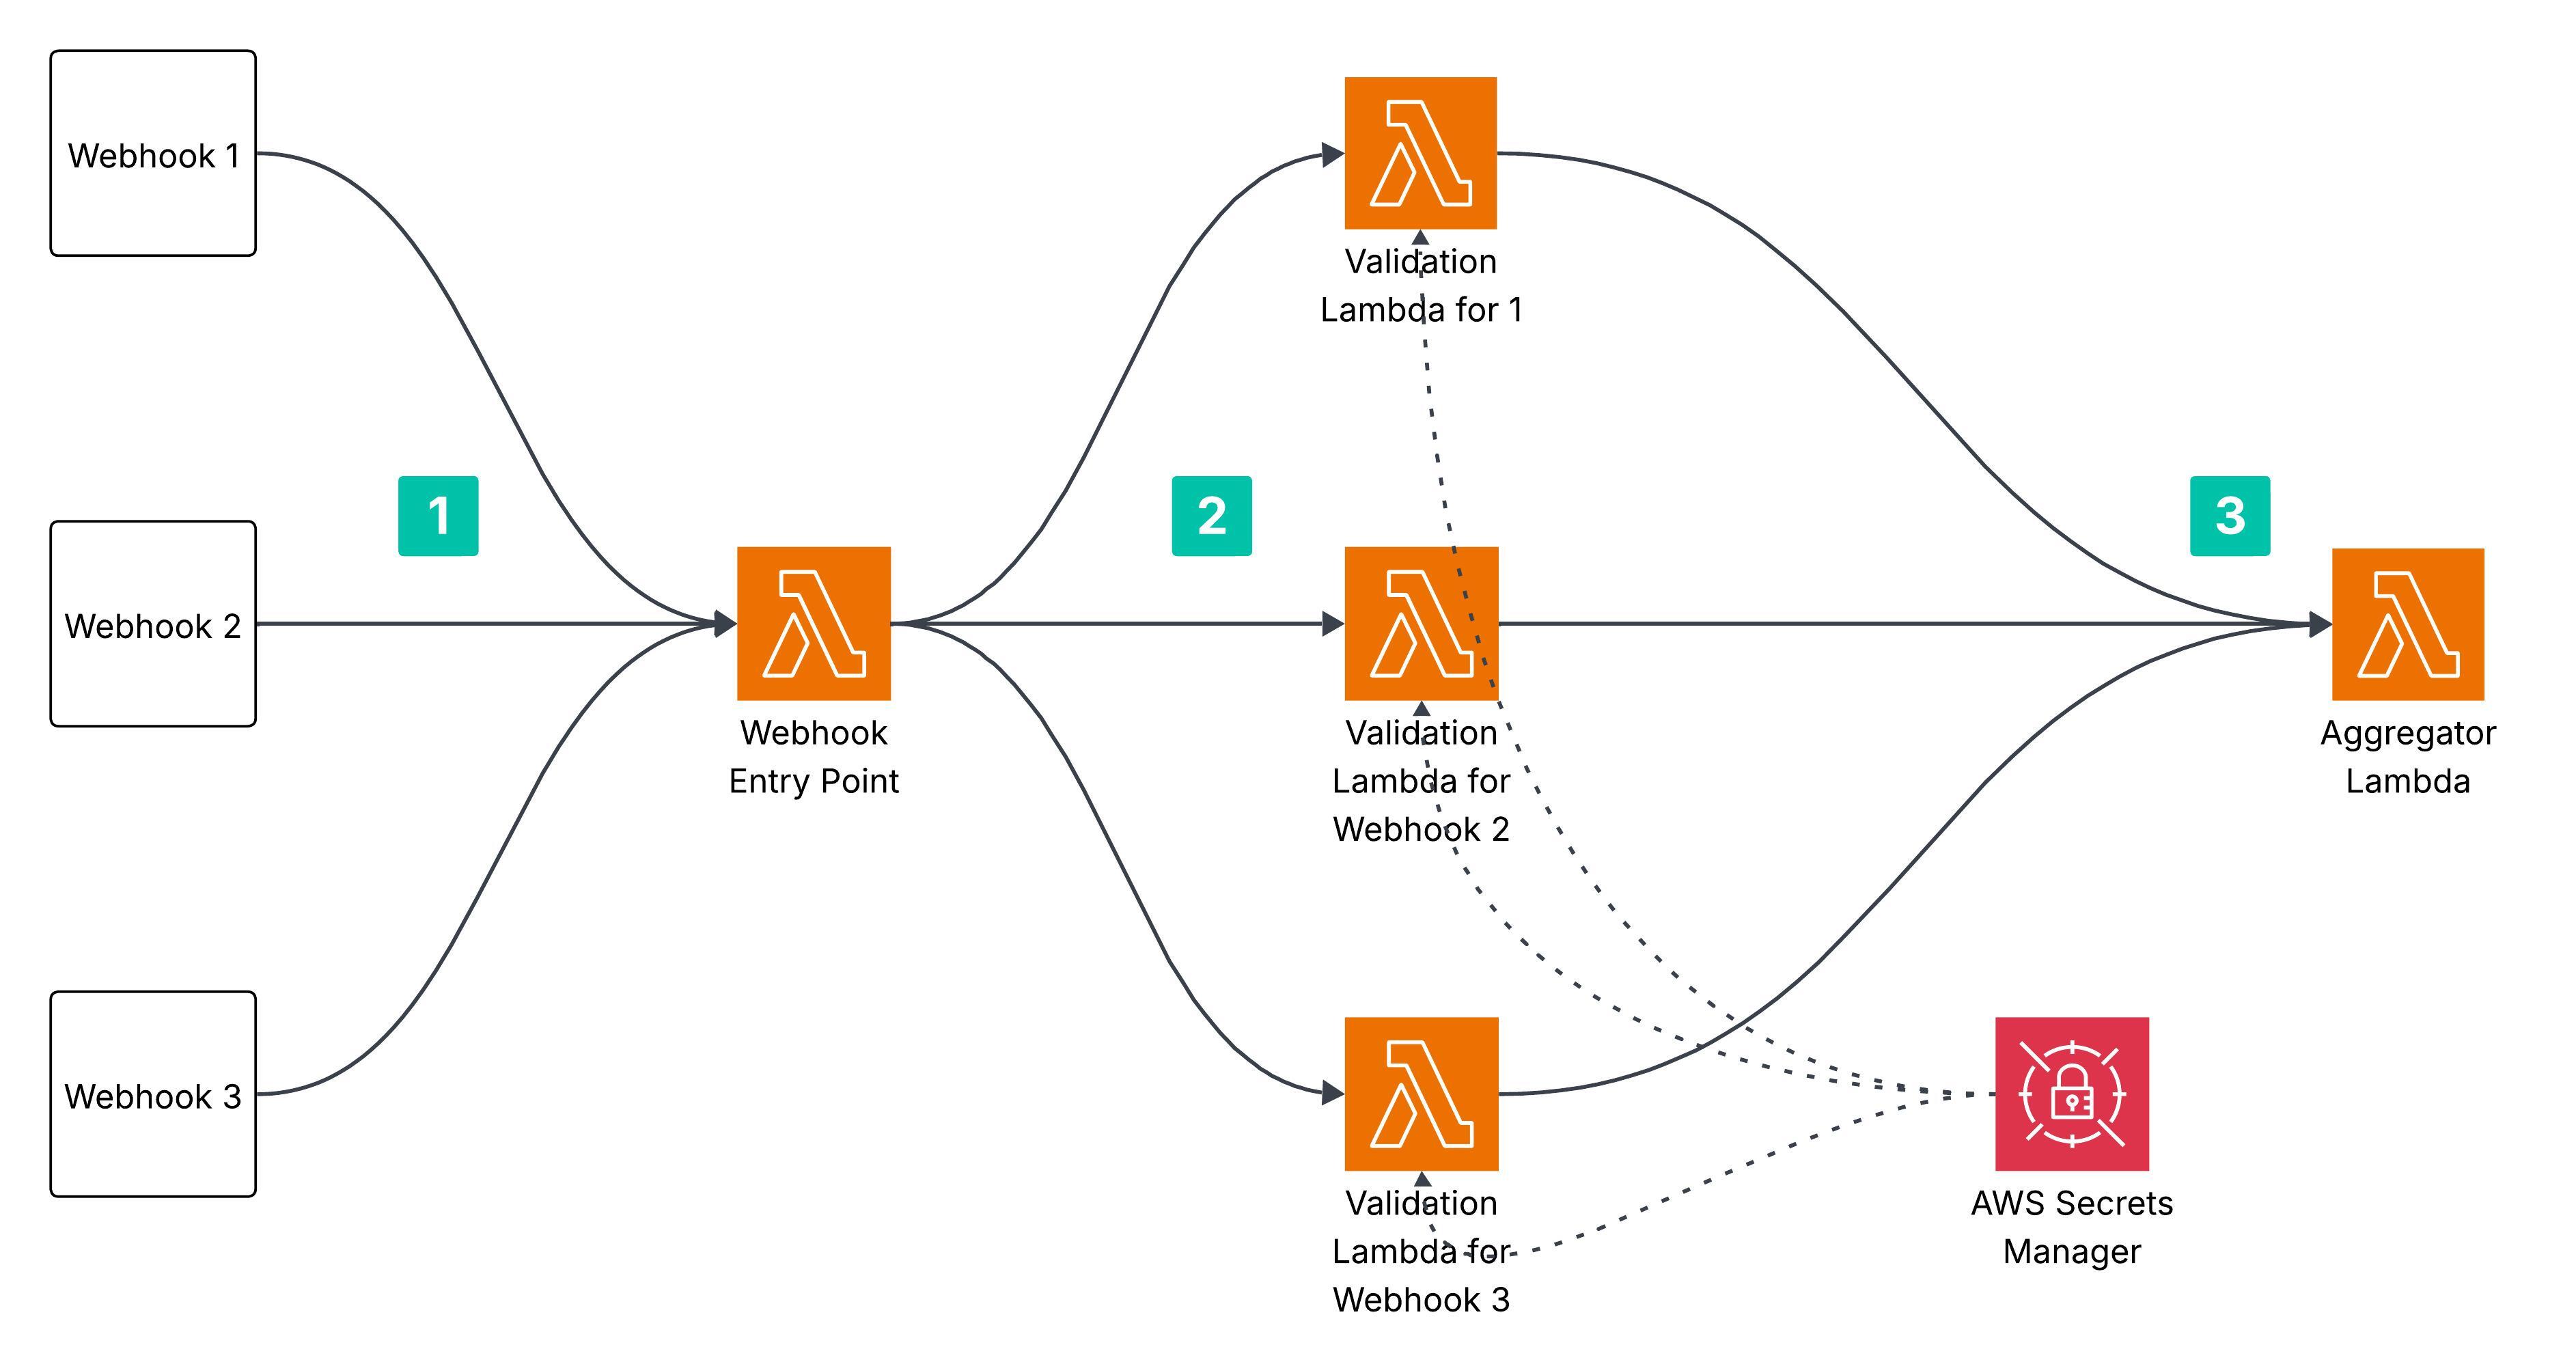 Webhook 1
Validation
Lambda for 1
1
2
3
Webhook 2
Webhook
Entry Point
Validation
Lambda for
Webhook 2
Aggregator
Lambda
Webhook 3
Validation
Lambda for
Webhook 3
AWS Secrets
Manager